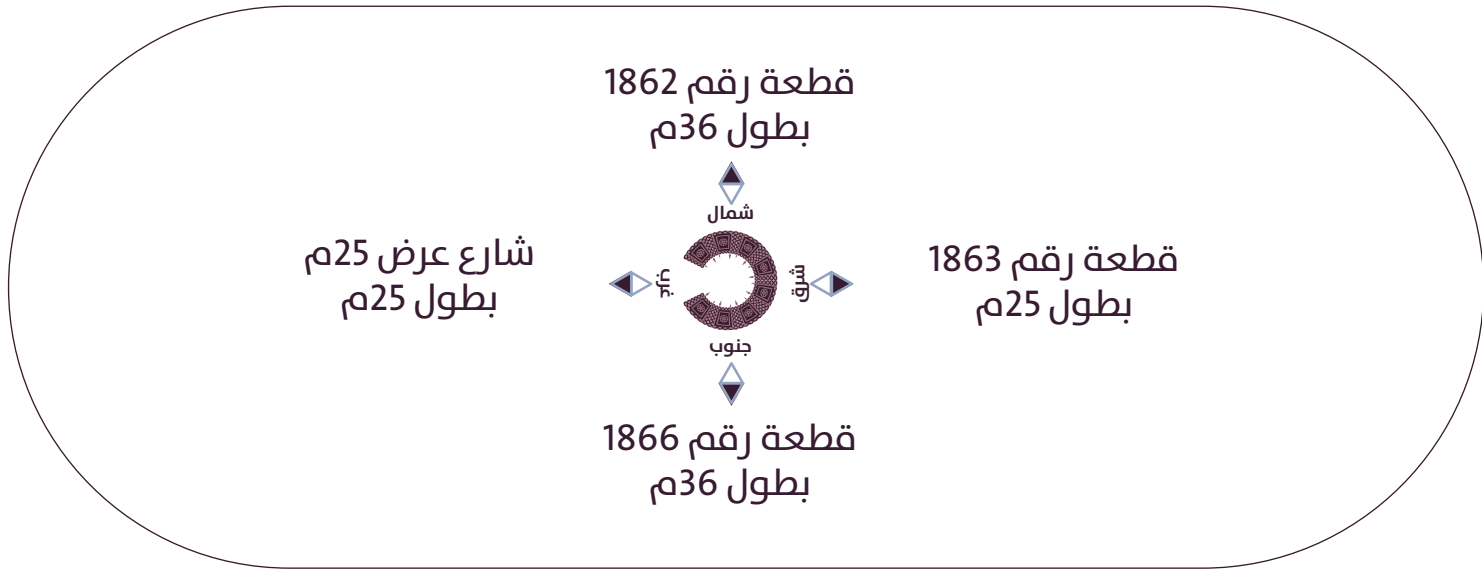 قطعة رقم 1862
بطول 36م
شمال
شارع عرض 25م
بطول 25م
غرب
شرق
قطعة رقم 1863
بطول 25م
جنوب
قطعة رقم 1866
بطول 36م